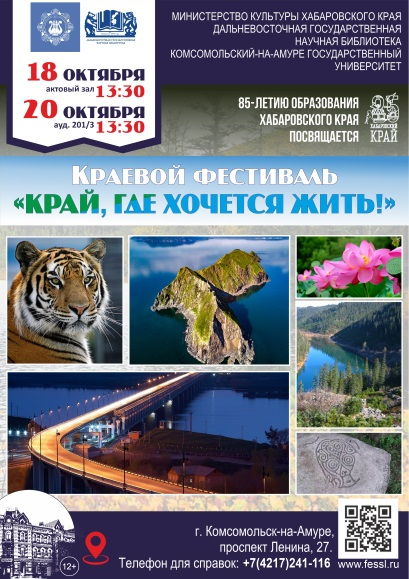 МИНИСТЕРСТВО КУЛЬТУРЫ ХАБАРОВСКОГО КРАЯ
ДАЛЬНЕВОСТОЧНАЯ ГОСУДАРСТВЕННАЯ
НАУЧНАЯ БИБЛИОТЕКА
КОМСОМОЛЬСКИЙ-НА-АМУРЕ ГОСУДАРСТВЕННЫЙ
УНИВЕРСИТЕТ
18 ОКТЯБРЯ
актовый зал 13:30
20 ОКТЯБРЯ
ауд. 201/3 13:30
85-ЛЕТИЮ ОБРАЗОВАНИЯ
ХАБАРОВСКОГО КРАЯ
ПОСВЯЩАЕТСЯ
85
ХАБАРОВСКИЙ
КРАЙ
КРАЕВОЙ ФЕСТИВАЛЬ
«КРАЙ, ГДЕ ХОЧЕТСЯ ЖИТЬ!»
12+
г. Комсомольск-на-Амуре,
проспект Ленина, 27.
Телефон для справок: +7(4217)241-116
www.fessl.ru